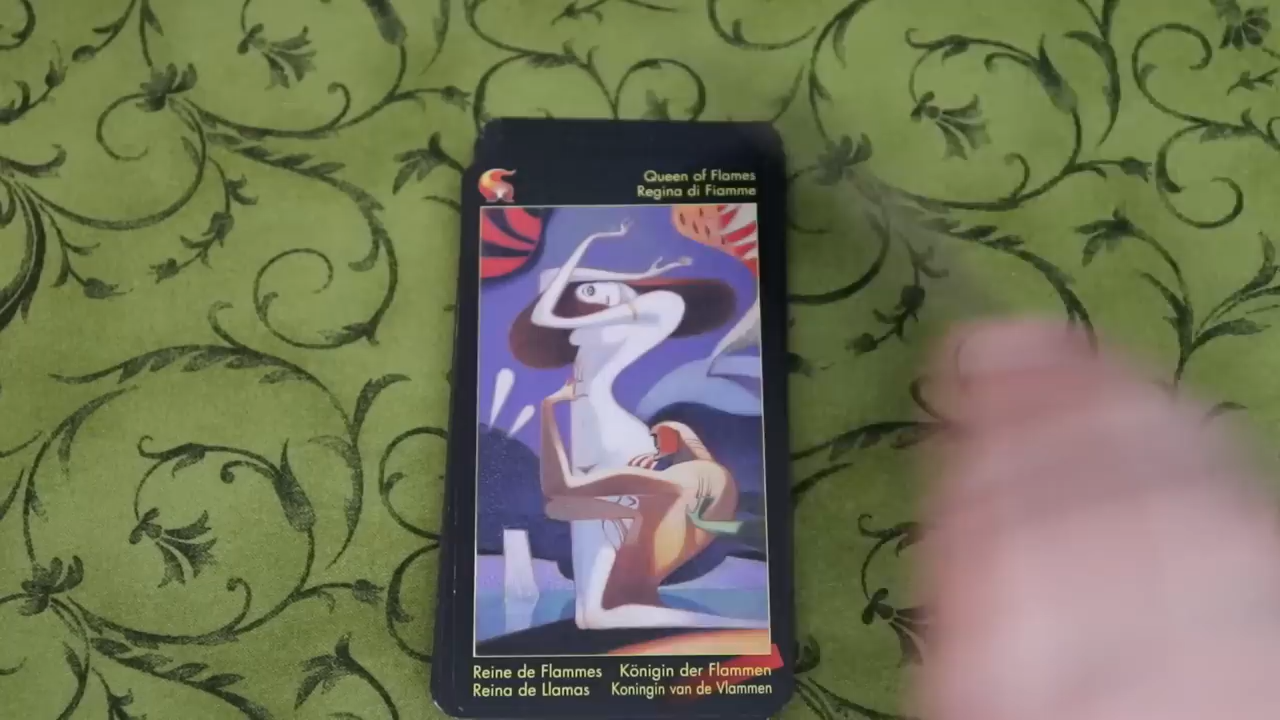 Queen of Flames
Regina di Fiamme
Reine de Flammes Königin der Flammen
Reina de Llamas Koningin van de Vlammen